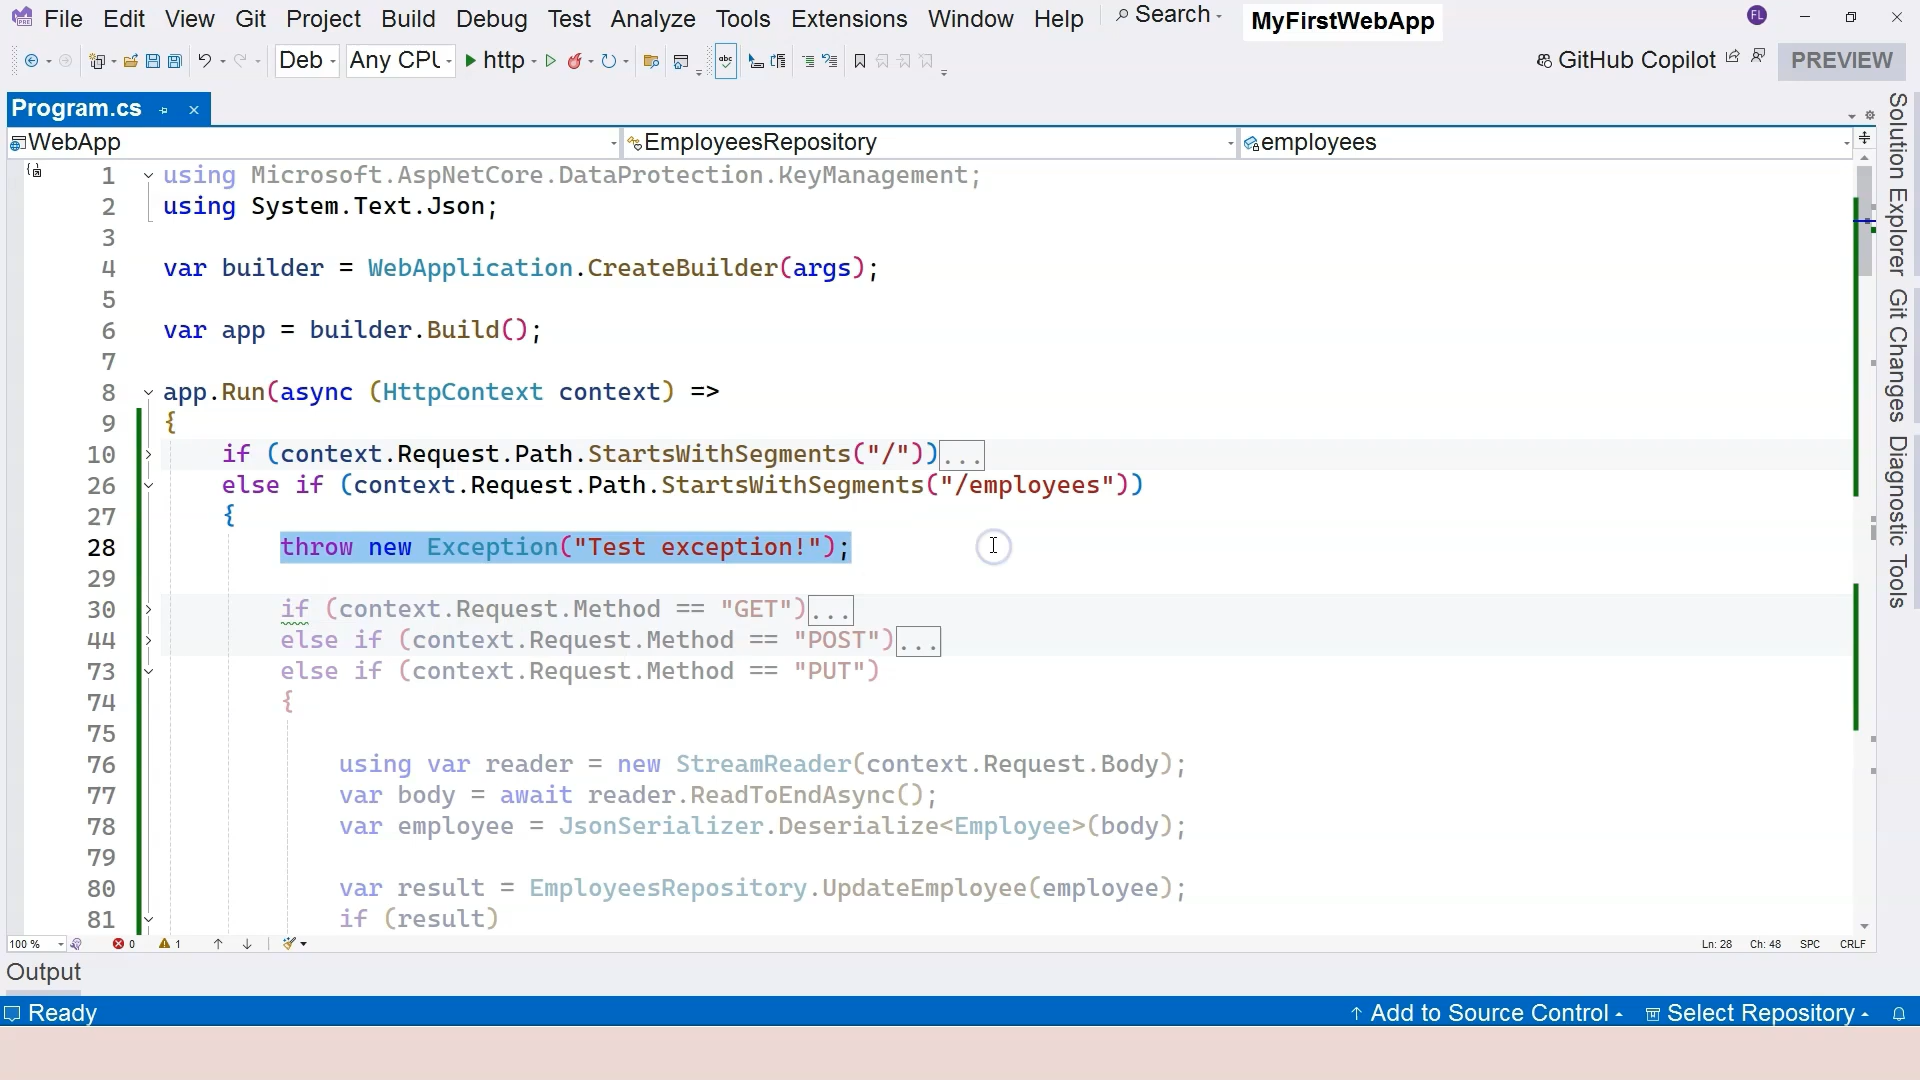 File Edit View Git Project Build Debug Test Analyze Tools Extensions Window Help Search MyFirstWebApp FL
Deb Any CPU http GitHub Copilot PREVIEW
Program.cs
WebApp EmployeesRepository employees
1 using Microsoft.AspNetCore.DataProtection.KeyManagement;
2 using System.Text.Json;
3
4 var builder = WebApplication.CreateBuilder(args);
5
6 var app = builder.Build();
7
8 app.Run(async (HttpContext context) =>
9 {
10 if (context.Request.Path.StartsWithSegments("/"))...
26 else if (context.Request.Path.StartsWithSegments("/employees"))
27 {
28 throw new Exception("Test exception!");
29
30 if (context.Request.Method == "GET")...
44 else if (context.Request.Method == "POST")...
73 else if (context.Request.Method == "PUT")
74 {
75
76 using var reader = new StreamReader(context.Request.Body);
77 var body = await reader.ReadToEndAsync();
78 var employee = JsonSerializer.Deserialize<Employee>(body);
79
80 var result = EmployeesRepository.UpdateEmployee(employee);
81 if (result)
100 % 0 1 Ln: 28 Ch: 48 SPC CRLF
Output
Ready Add to Source Control Select Repository
Solution Explorer
Git Changes
Diagnostic Tools